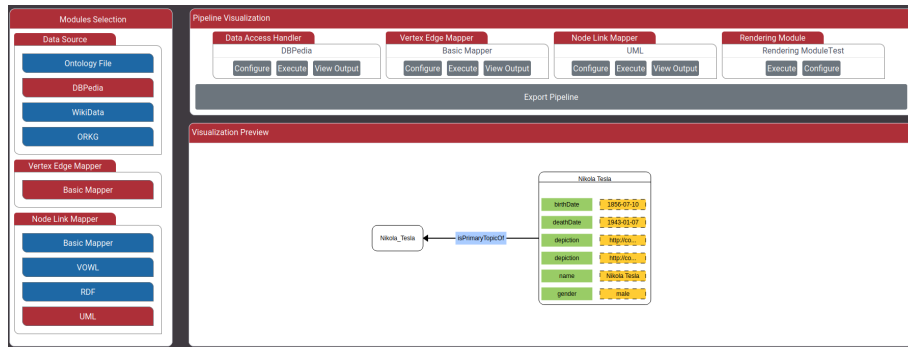 Modules Selection
Data Source
Ontology File
DBPedia
WikiData
ORKG
Vertex Edge Mapper
Basic Mapper
Node Link Mapper
Basic Mapper
VOWL
RDF
UML
Pipeline Visualization
Data Access Handler
DBPedia
Configure Execute View Output
Vertex Edge Mapper
Basic Mapper
Configure Execute View Output
Node Link Mapper
UML
Configure Execute View Output
Rendering Module
Rendering ModuleTest
Execute Configure
Export Pipeline
Visualization Preview
Nikola_Tesla
isPrimaryTopicOf
Nikola Tesla
birthDate 1856-07-10
deathDate 1943-01-07
depiction http://co...
depiction http://co...
name Nikola Tesla
gender male